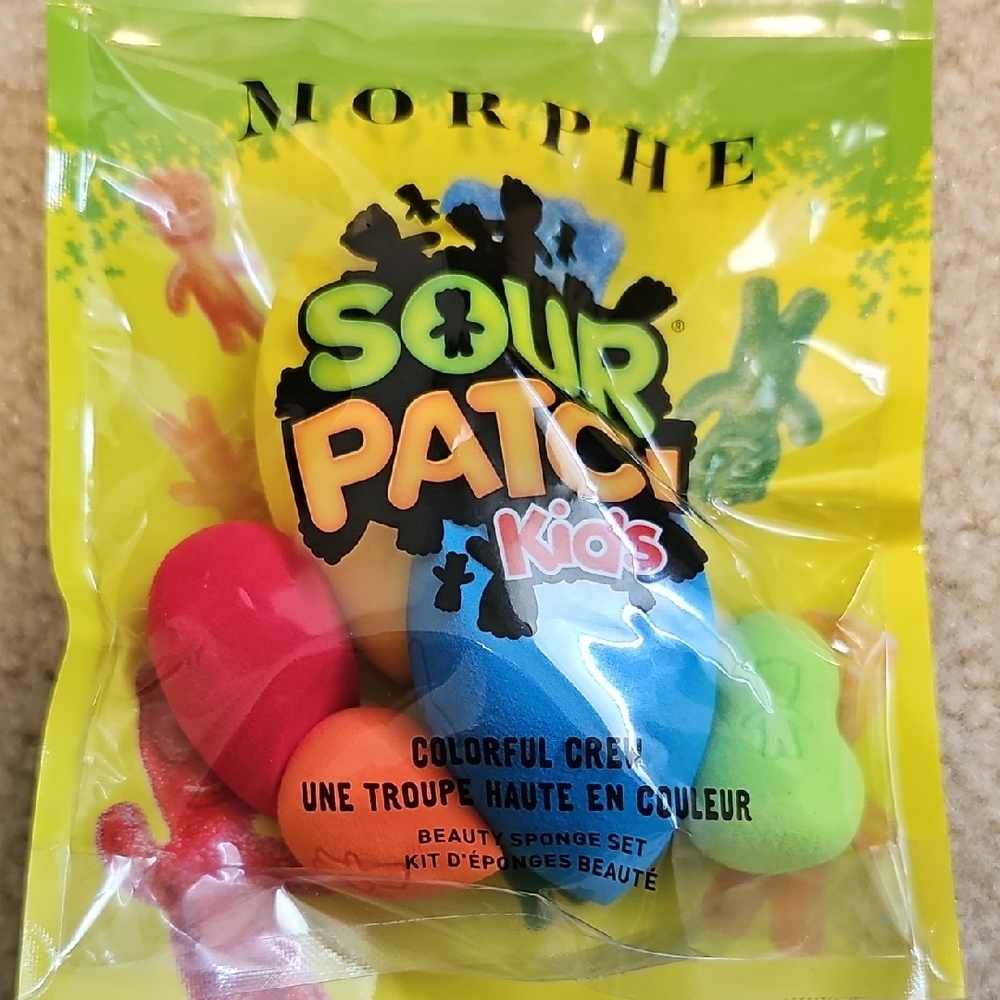 MORPHE
SOUR
PATCH
Kids
®
COLORFUL CREW
UNE TROUPE HAUTE EN COULEUR
BEAUTY SPONGE SET
KIT D'ÉPONGES BEAUTÉ